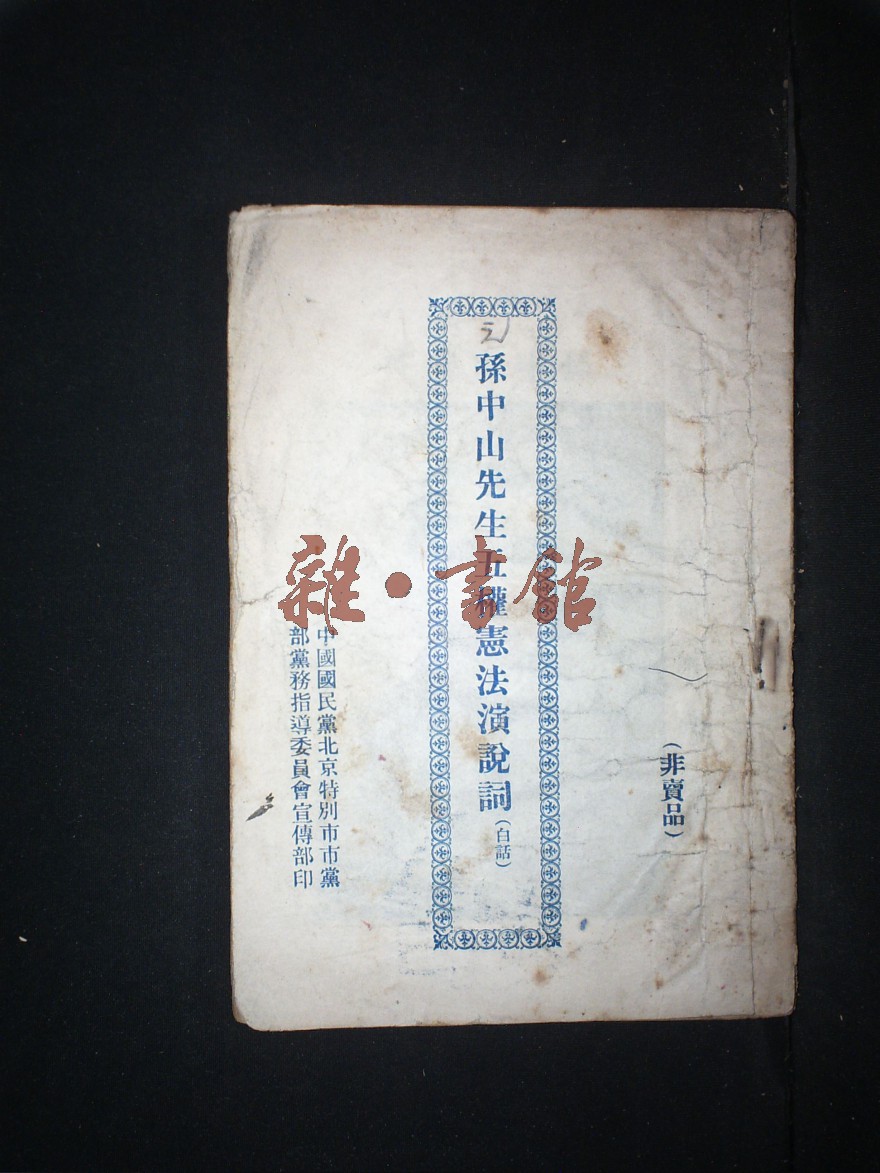 （非賣品）
孫中山先生五權憲法演說詞（白話）
中國國民黨北京特別市市黨
部黨務指導委員會宣傳部印
雜·書館